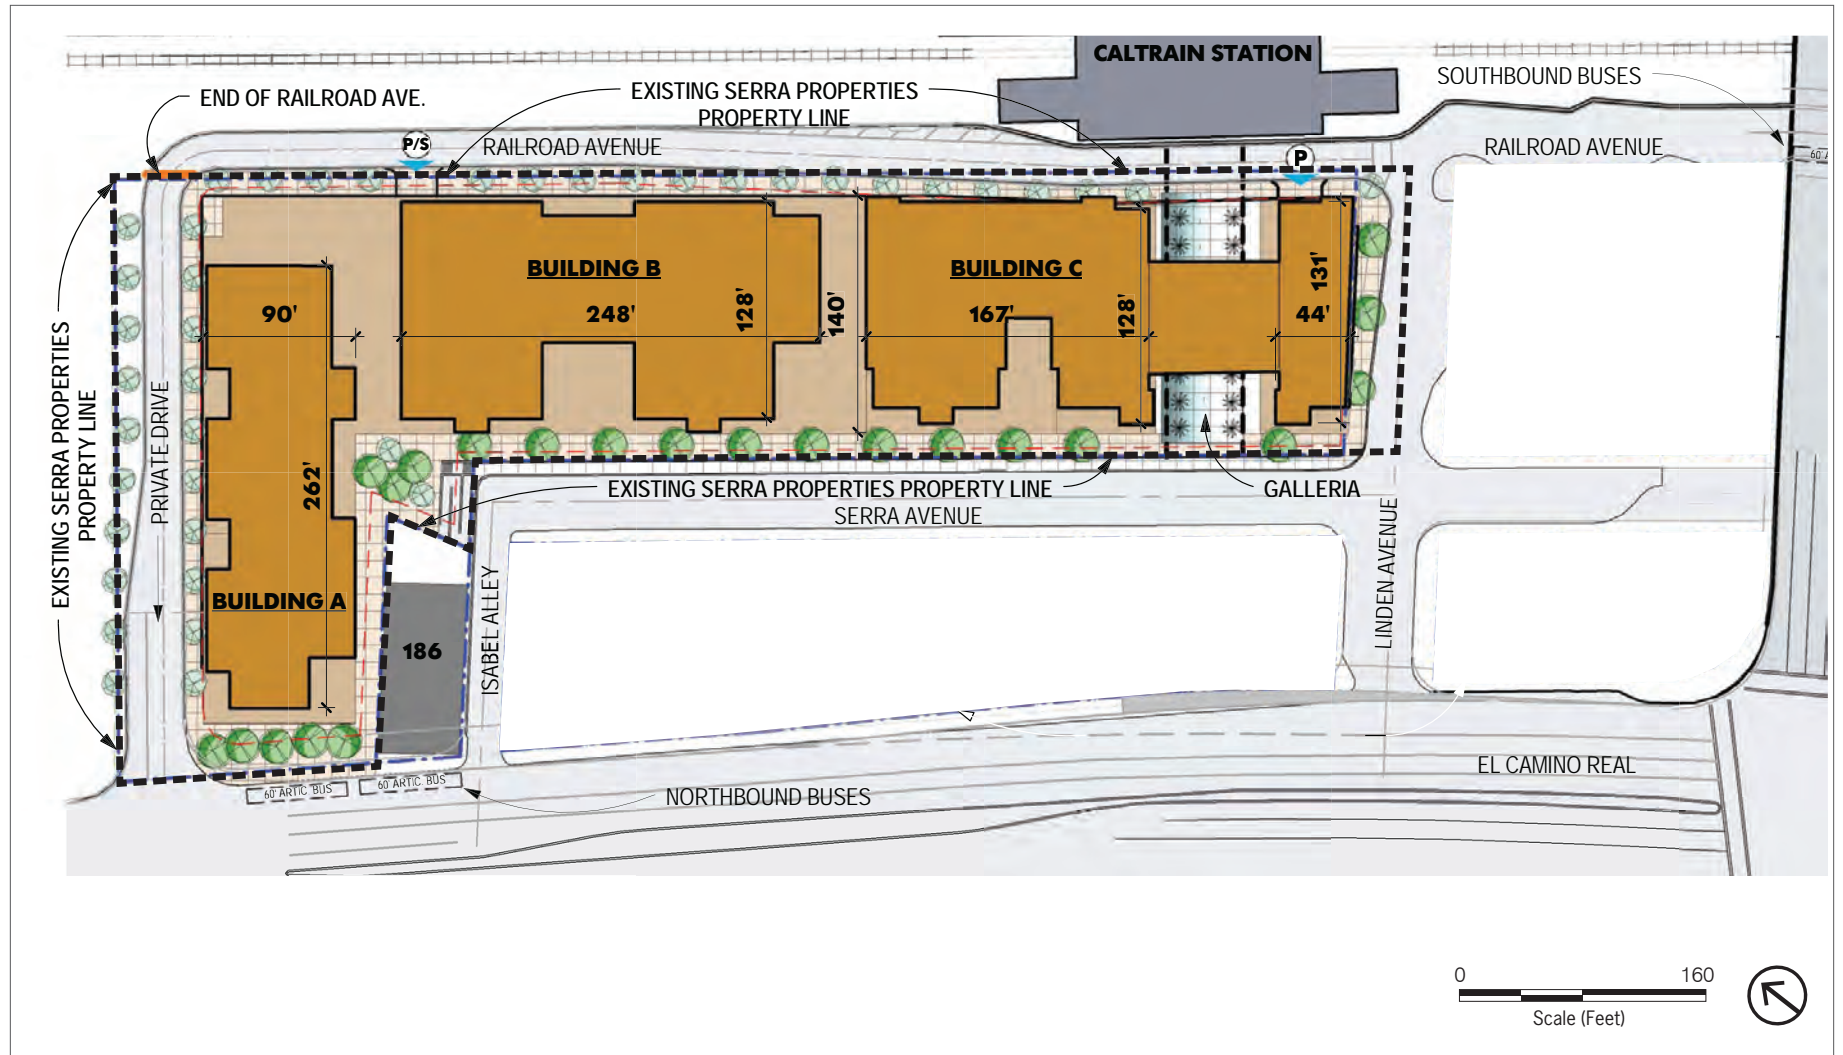 CALTRAIN STATION
SOUTHBOUND BUSES
END OF RAILROAD AVE.
EXISTING SERRA PROPERTIES
PROPERTY LINE
P/S
RAILROAD AVENUE
P
RAILROAD AVENUE
BUILDING B
BUILDING C
90'
248'
128'
140'
167'
128'
131'
44'
EXISTING SERRA PROPERTIES
PROPERTY LINE
PRIVATE DRIVE
262'
EXISTING SERRA PROPERTIES PROPERTY LINE
GALLERIA
SERRA AVENUE
LINDEN AVENUE
BUILDING A
ISABEL ALLEY
186
EL CAMINO REAL
60' ARTIC. BUS
60' ARTIC. BUS
NORTHBOUND BUSES
0
160
Scale (Feet)